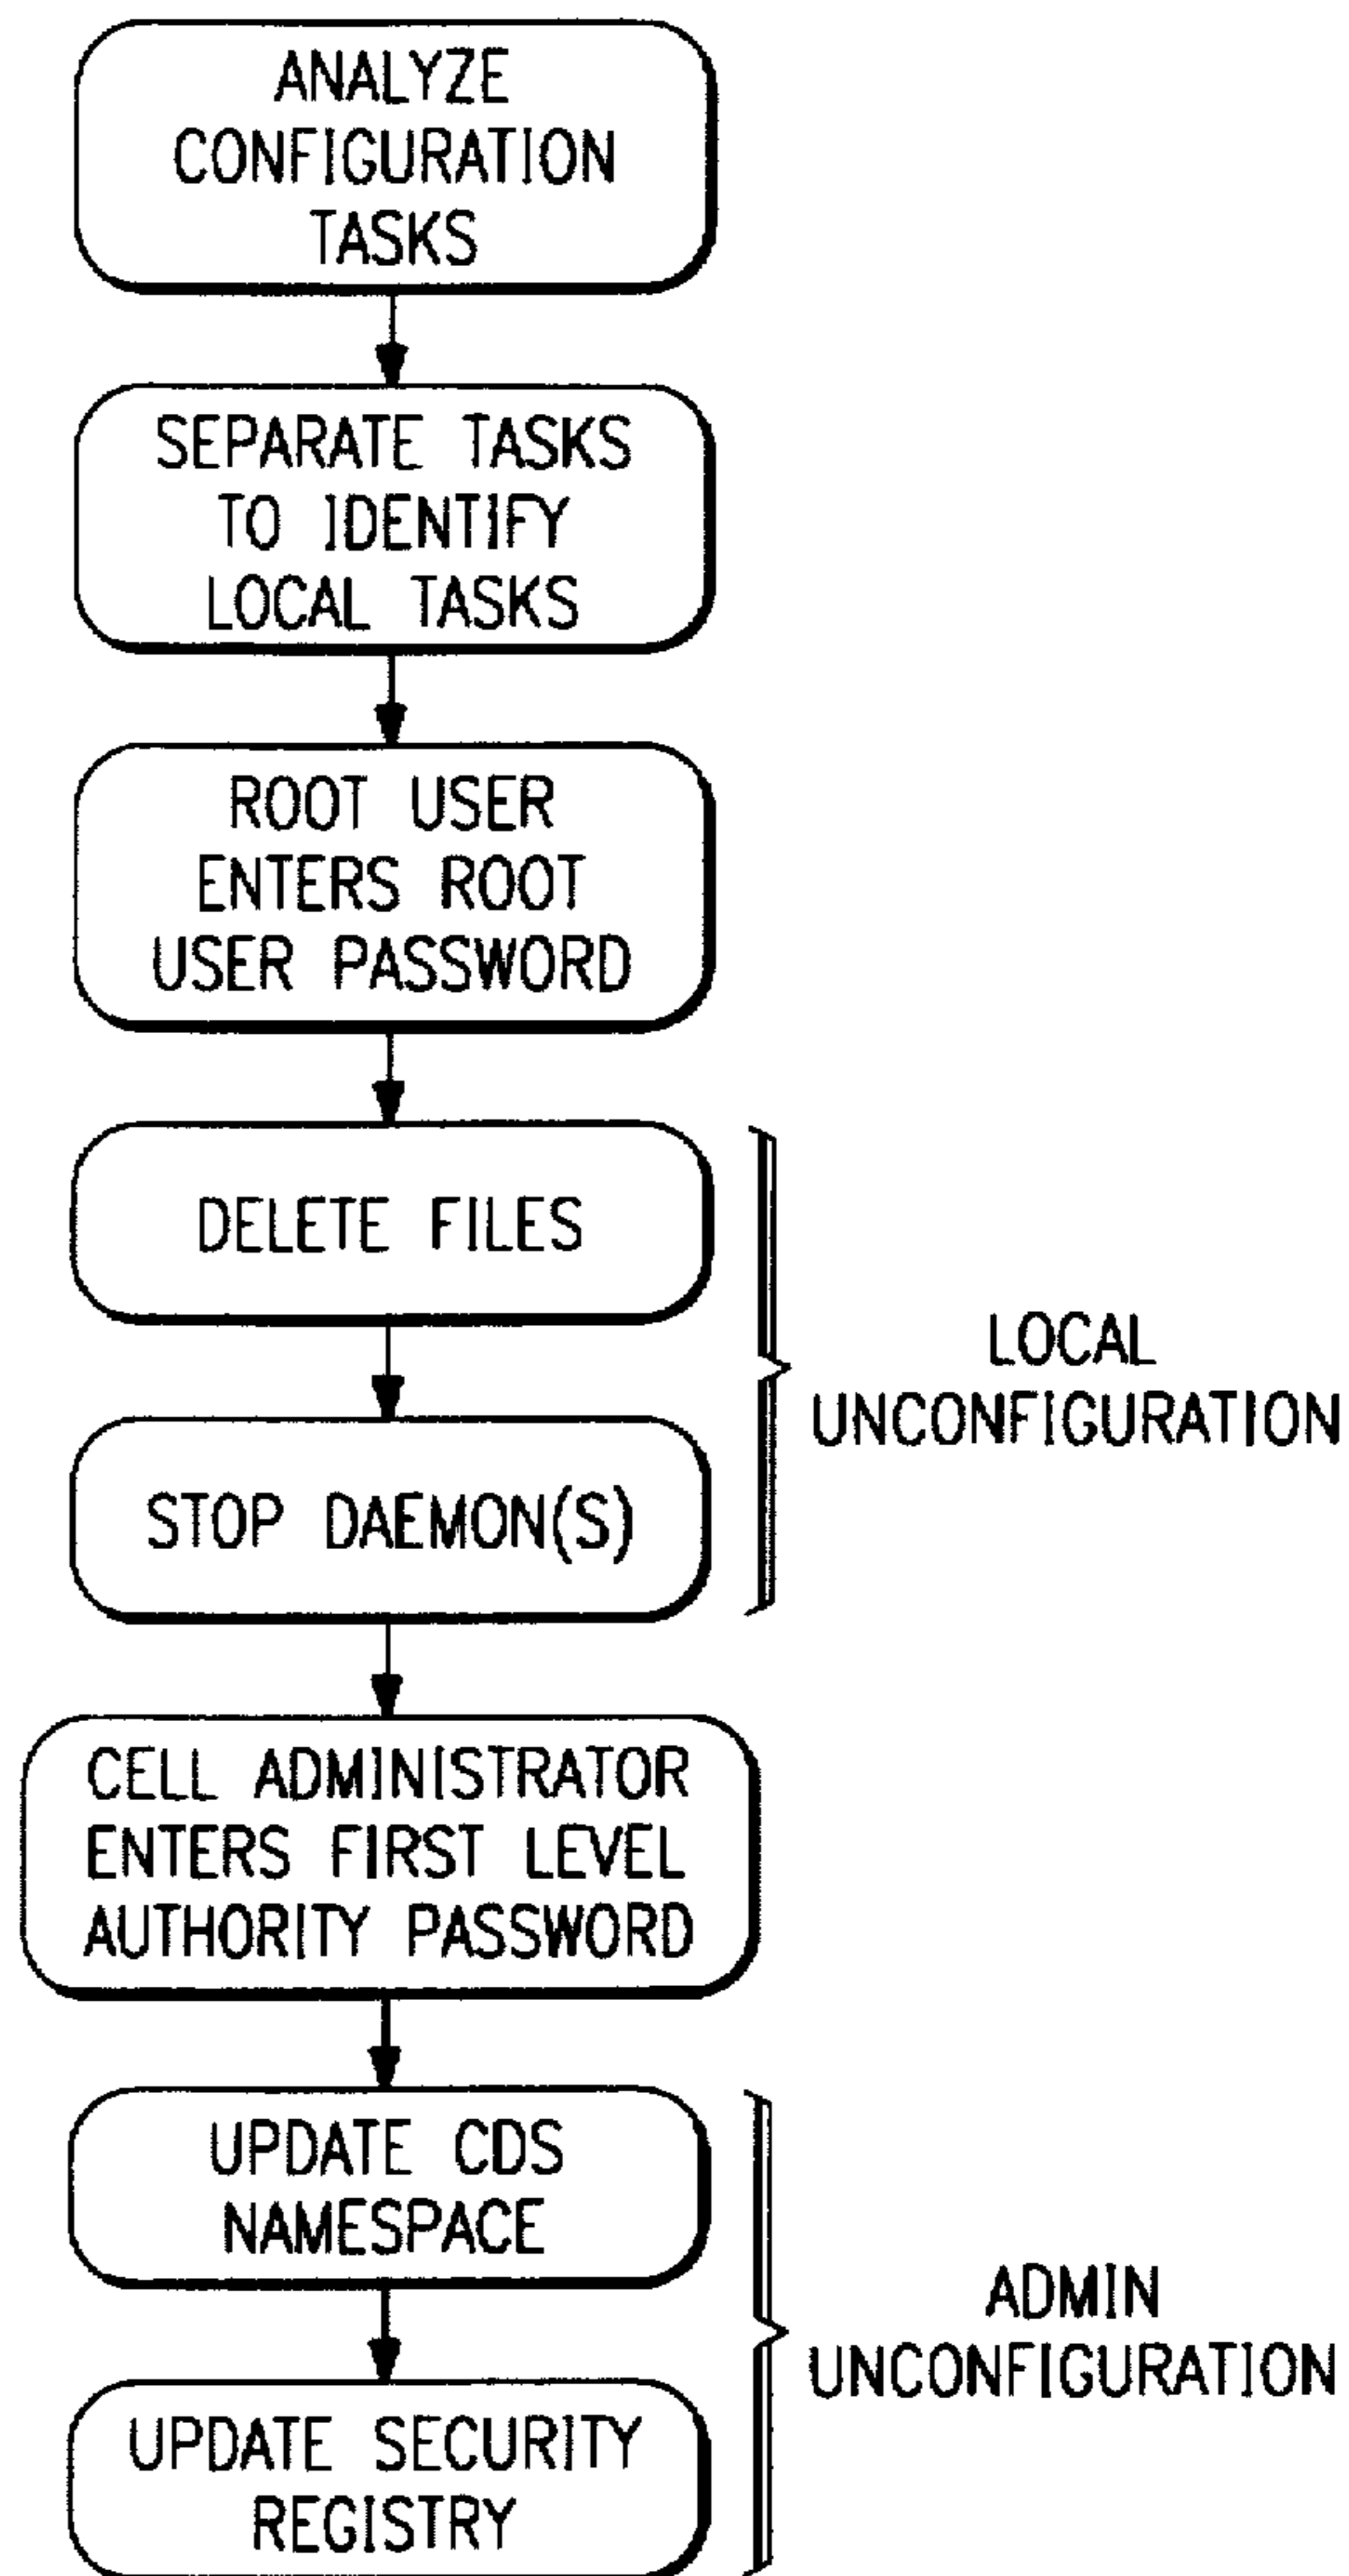 ANALYZE
CONFIGURATION
TASKS
SEPARATE TASKS
TO IDENTIFY
LOCAL TASKS
ROOT USER
ENTERS ROOT
USER PASSWORD
DELETE FILES
STOP DAEMON(S)
LOCAL
UNCONFIGURATION
CELL ADMINISTRATOR
ENTERS FIRST LEVEL
AUTHORITY PASSWORD
UPDATE CDS
NAMESPACE
UPDATE SECURITY
REGISTRY
ADMIN
UNCONFIGURATION